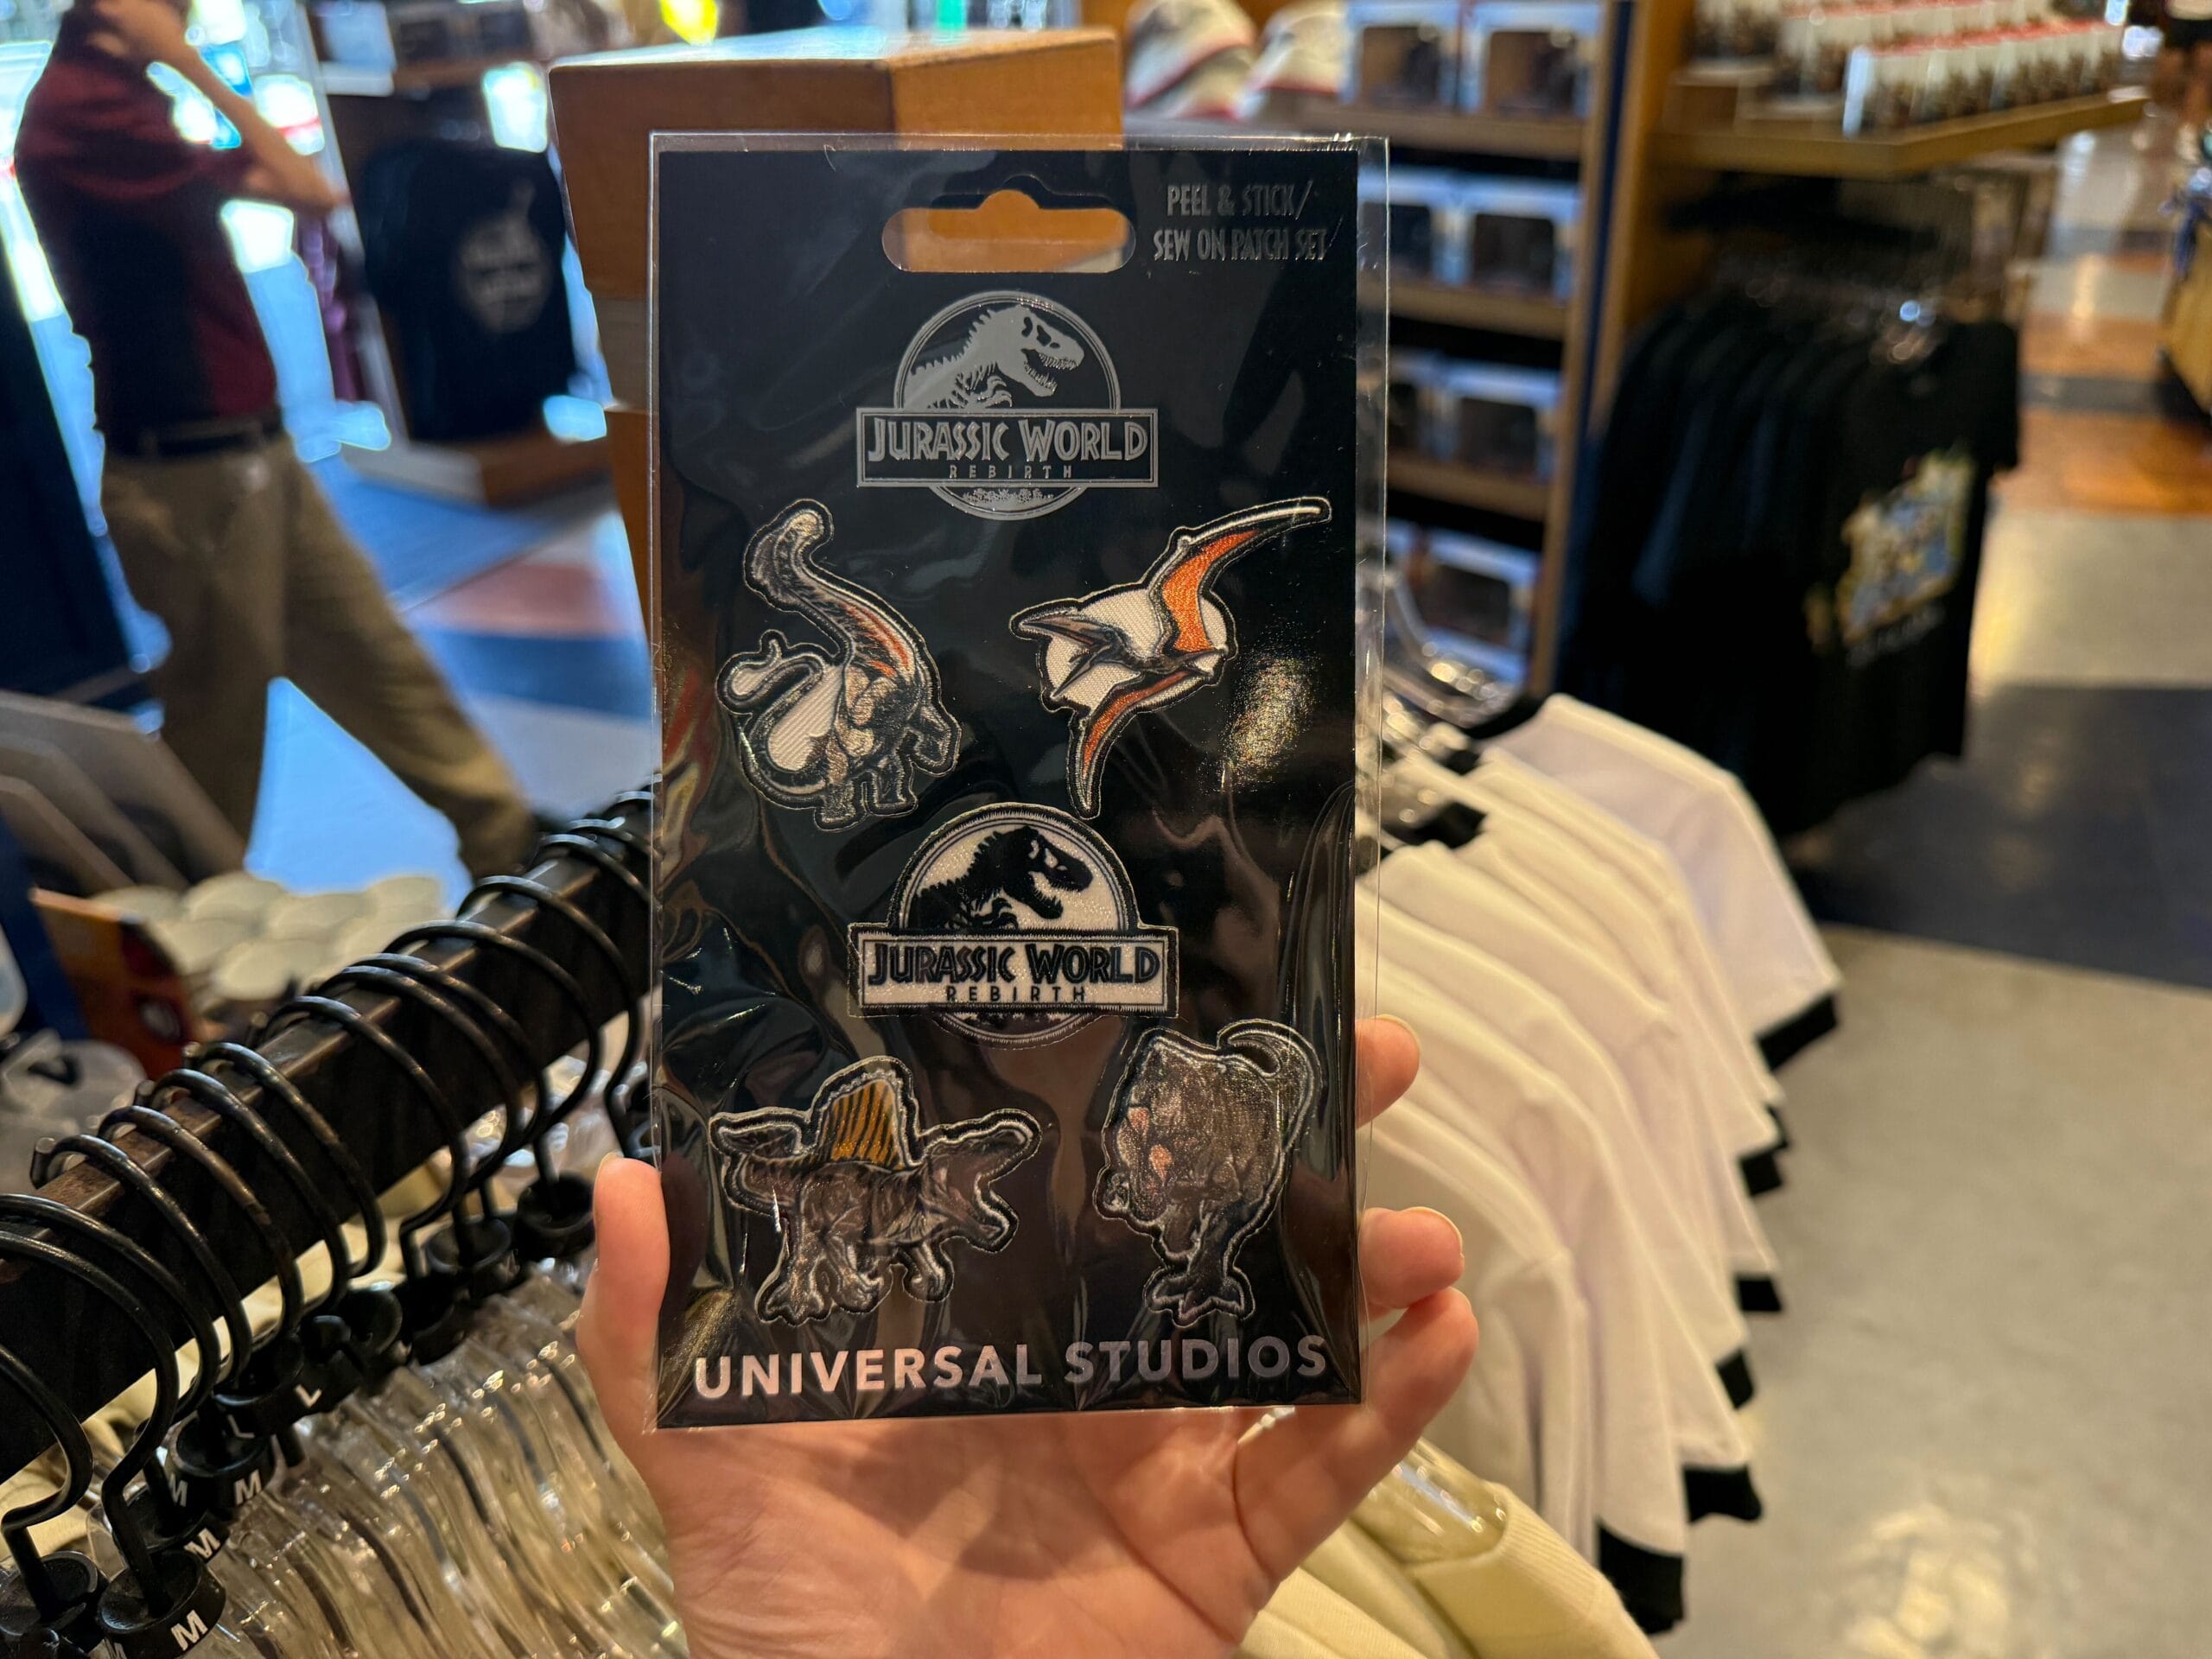 PEEL & STICK/
SEW ON PATCH SET
JURASSIC WORLD
REBIRTH
JURASSIC WORLD
REBIRTH
UNIVERSAL STUDIOS
L
L
M
M
M
M